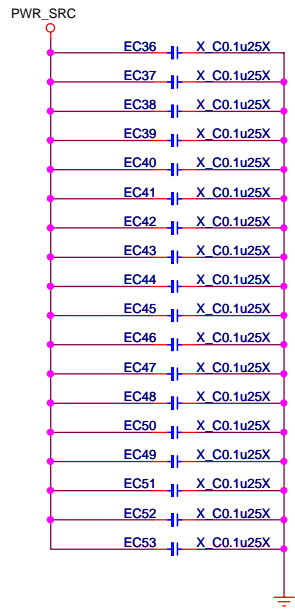 PWR_SRC
EC36 X_C0.1u25X
EC37 X_C0.1u25X
EC38 X_C0.1u25X
EC39 X_C0.1u25X
EC40 X_C0.1u25X
EC41 X_C0.1u25X
EC42 X_C0.1u25X
EC43 X_C0.1u25X
EC44 X_C0.1u25X
EC45 X_C0.1u25X
EC46 X_C0.1u25X
EC47 X_C0.1u25X
EC48 X_C0.1u25X
EC50 X_C0.1u25X
EC49 X_C0.1u25X
EC51 X_C0.1u25X
EC52 X_C0.1u25X
EC53 X_C0.1u25X